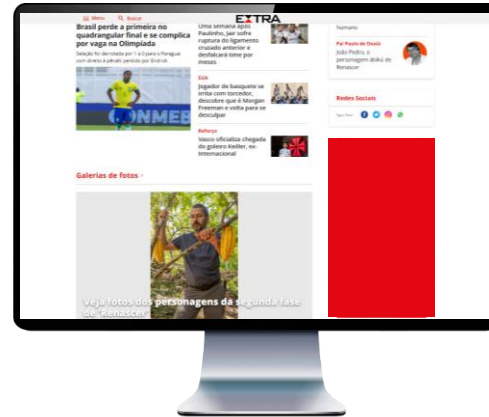 Menu
Buscar
EXTRA
Brasil perde a primeira no
quadrangular final e se complica
por vaga na Olimpíada
Seleção foi derrotada por 1 a 0 para o Paraguai
com direito à pênalti perdido por Endrick
Uma semana após
Paulinho, Jair sofre
ruptura do ligamento
cruzado anterior e
desfalcará time por
meses
EUA
Jogador de basquete se
irrita com torcedor,
descobre que é Morgan
Freeman e volta para se
desculpar
Reforço
Vasco oficializa chegada
do goleiro Keiller, ex-
Internacional
humano
Pai Paulo de Oxalá
João Pedro, o
personagem abikú de
Renascer
Redes Sociais
Galerias de fotos ›
Veja fotos dos personagens da segunda fase
de 'Renascer'